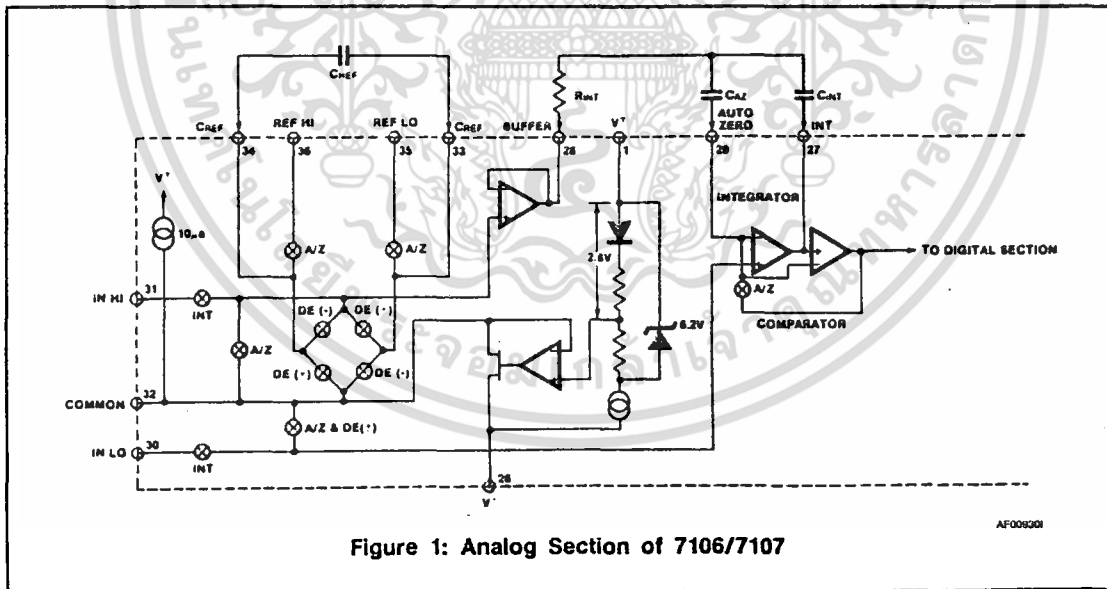 CREF
RINT
CAZ
CINT
CREF
REF HI
REF LO
CREF
BUFFER
V+
AUTO ZERO
INT
34
36
35
33
28
1
29
27
V+
10μa
A/Z
A/Z
INTEGRATOR
2.8V
TO DIGITAL SECTION
IN HI
31
INT
DE (-)
DE (+)
A/Z
A/Z
6.2V
COMPARATOR
DE (+)
DE (-)
32
COMMON
A/Z & DE(±)
30
IN LO
INT
26
V-
AF00930I
Figure 1: Analog Section of 7106/7107